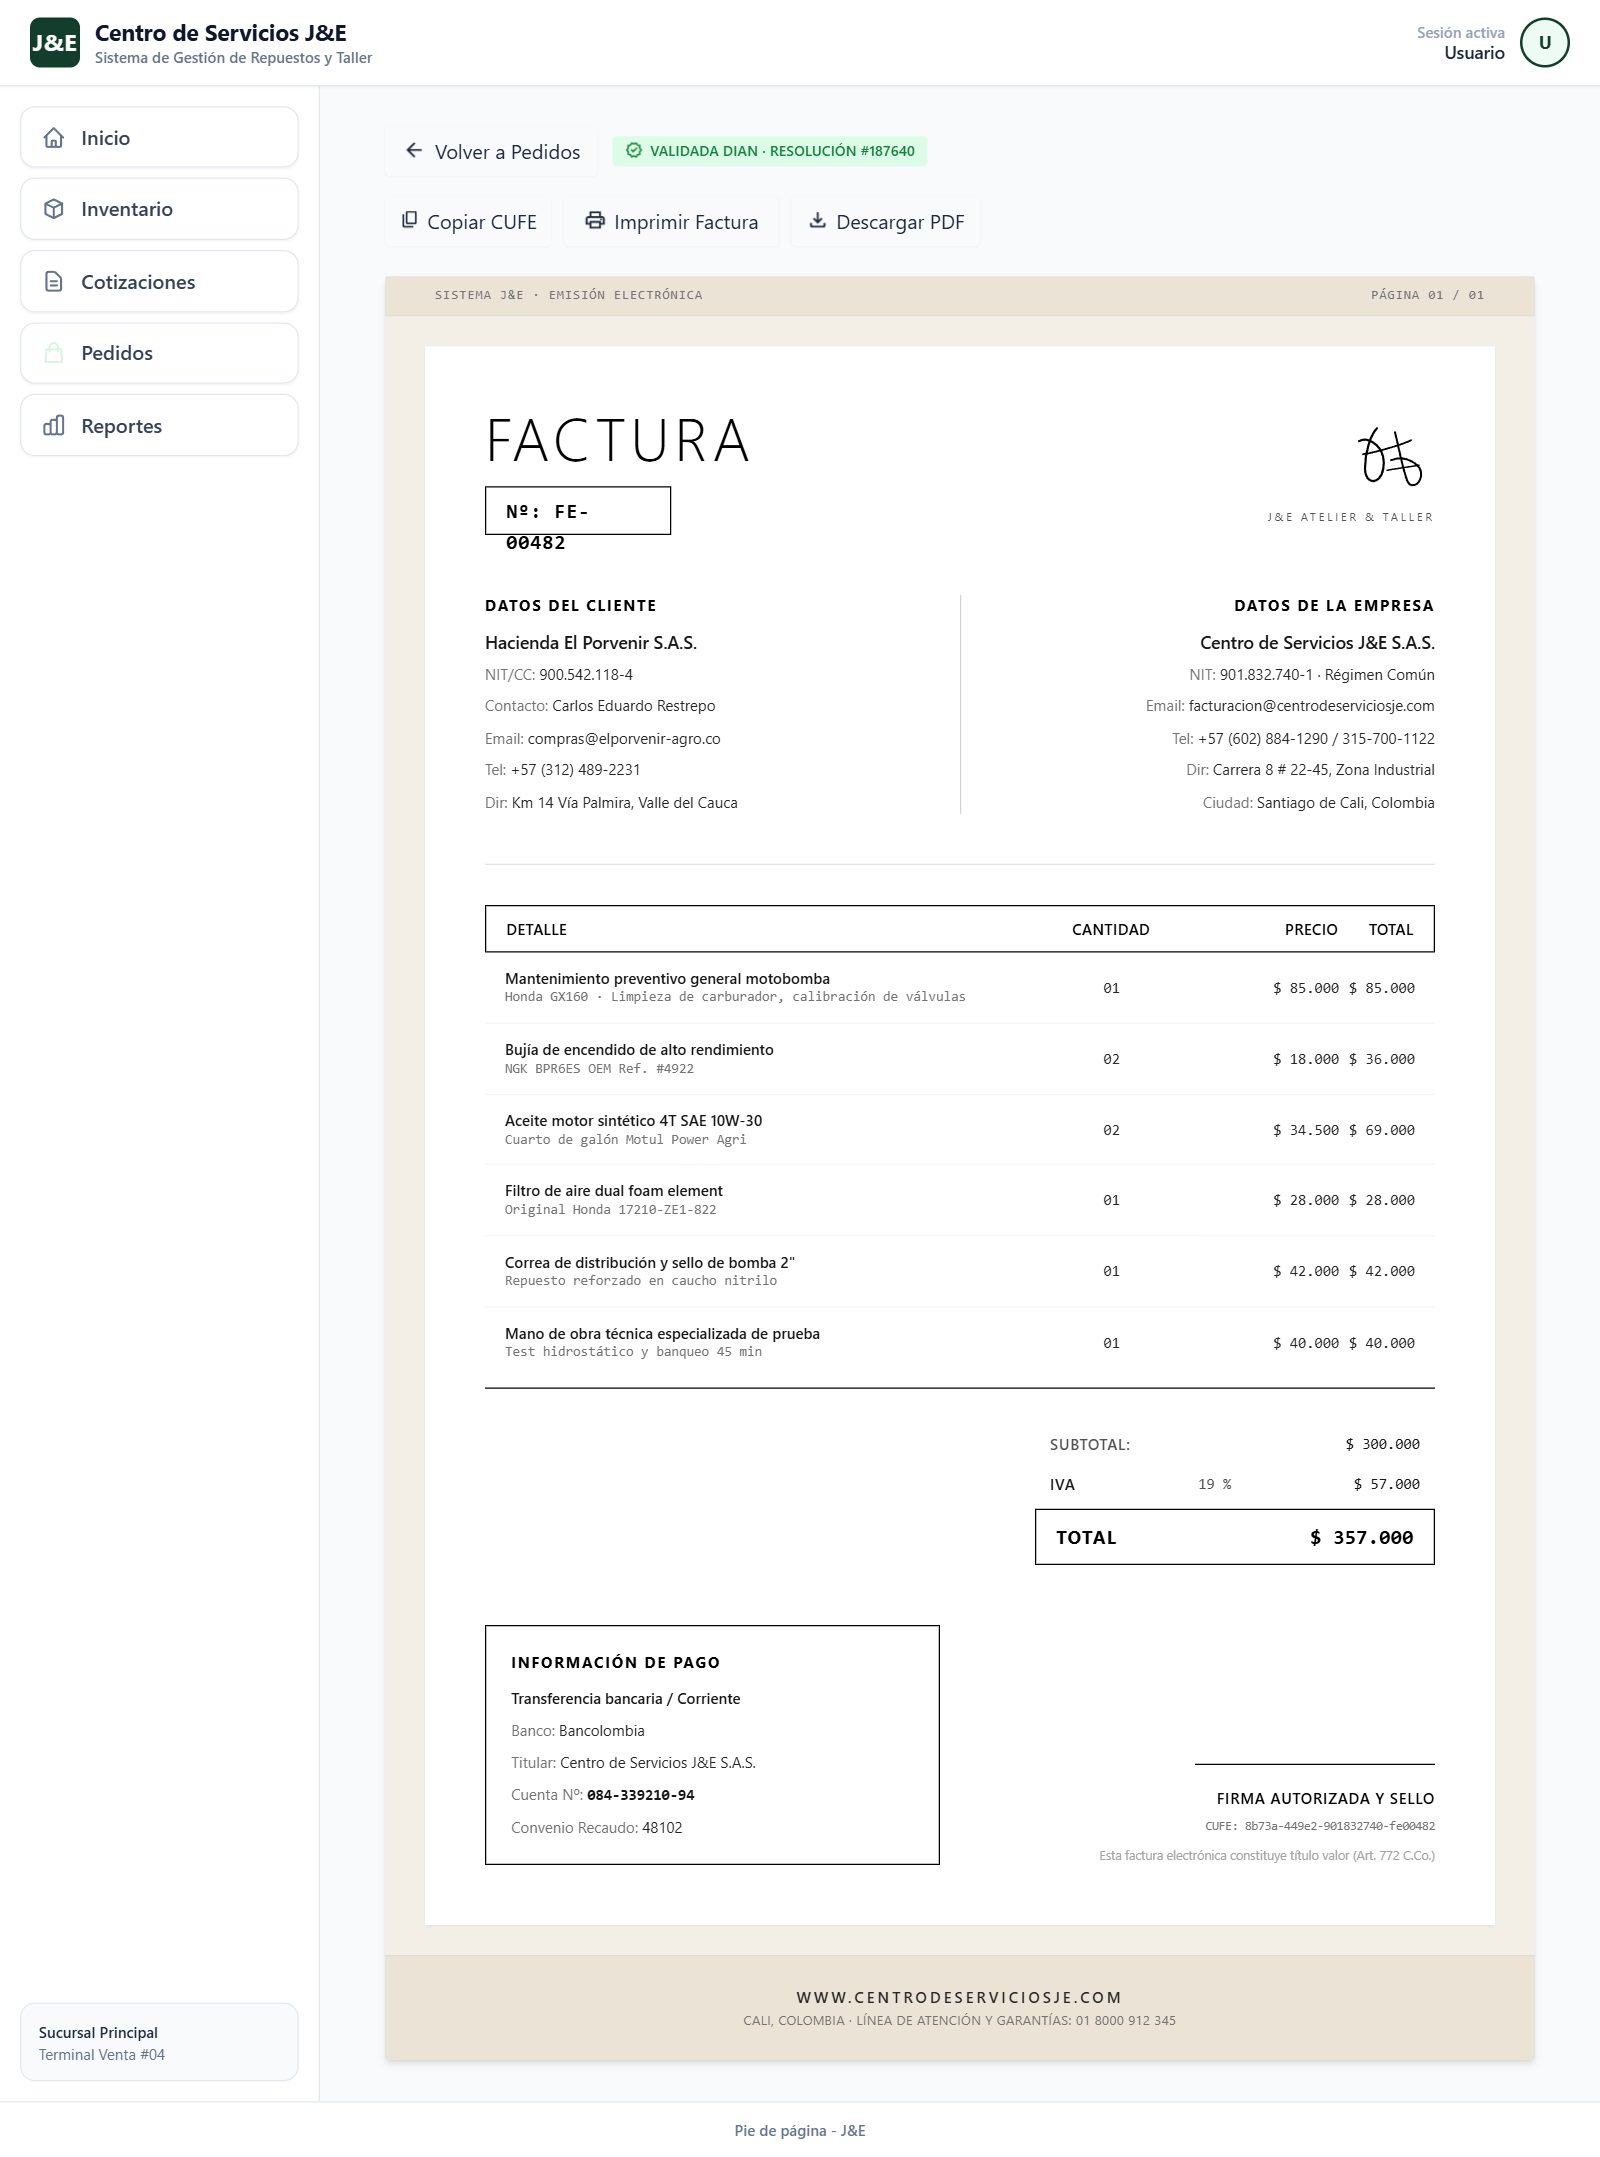 J&E
Centro de Servicios J&E
Sistema de Gestión de Repuestos y Taller
Sesión activa
Usuario
U
Inicio
Inventario
Cotizaciones
Pedidos
Reportes
Volver a Pedidos
VALIDADA DIAN · RESOLUCIÓN #187640
Copiar CUFE
Imprimir Factura
Descargar PDF
SISTEMA J&E · EMISIÓN ELECTRÓNICA
PÁGINA 01 / 01
FACTURA
Nº: FE-
00482
J&E ATELIER & TALLER
DATOS DEL CLIENTE
Hacienda El Porvenir S.A.S.
NIT/CC: 900.542.118-4
Contacto: Carlos Eduardo Restrepo
Email: compras@elporvenir-agro.co
Tel: +57 (312) 489-2231
Dir: Km 14 Vía Palmira, Valle del Cauca
DATOS DE LA EMPRESA
Centro de Servicios J&E S.A.S.
NIT: 901.832.740-1 · Régimen Común
Email: facturacion@centrodeserviciosje.com
Tel: +57 (602) 884-1290 / 315-700-1122
Dir: Carrera 8 # 22-45, Zona Industrial
Ciudad: Santiago de Cali, Colombia
DETALLE CANTIDAD PRECIO TOTAL
Mantenimiento preventivo general motobomba
Honda GX160 · Limpieza de carburador, calibración de válvulas
01 $ 85.000 $ 85.000
Bujía de encendido de alto rendimiento
NGK BPR6ES OEM Ref. #4922
02 $ 18.000 $ 36.000
Aceite motor sintético 4T SAE 10W-30
Cuarto de galón Motul Power Agri
02 $ 34.500 $ 69.000
Filtro de aire dual foam element
Original Honda 17210-ZE1-822
01 $ 28.000 $ 28.000
Correa de distribución y sello de bomba 2"
Repuesto reforzado en caucho nitrilo
01 $ 42.000 $ 42.000
Mano de obra técnica especializada de prueba
Test hidrostático y banqueo 45 min
01 $ 40.000 $ 40.000
SUBTOTAL: $ 300.000
IVA 19 % $ 57.000
TOTAL $ 357.000
INFORMACIÓN DE PAGO
Transferencia bancaria / Corriente
Banco: Bancolombia
Titular: Centro de Servicios J&E S.A.S.
Cuenta Nº: 084-339210-94
Convenio Recaudo: 48102
FIRMA AUTORIZADA Y SELLO
CUFE: 8b73a-449e2-901832740-fe00482
Esta factura electrónica constituye título valor (Art. 772 C.Co.)
WWW.CENTRODESERVICIOSJE.COM
CALI, COLOMBIA · LÍNEA DE ATENCIÓN Y GARANTÍAS: 01 8000 912 345
Sucursal Principal
Terminal Venta #04
Pie de página - J&E